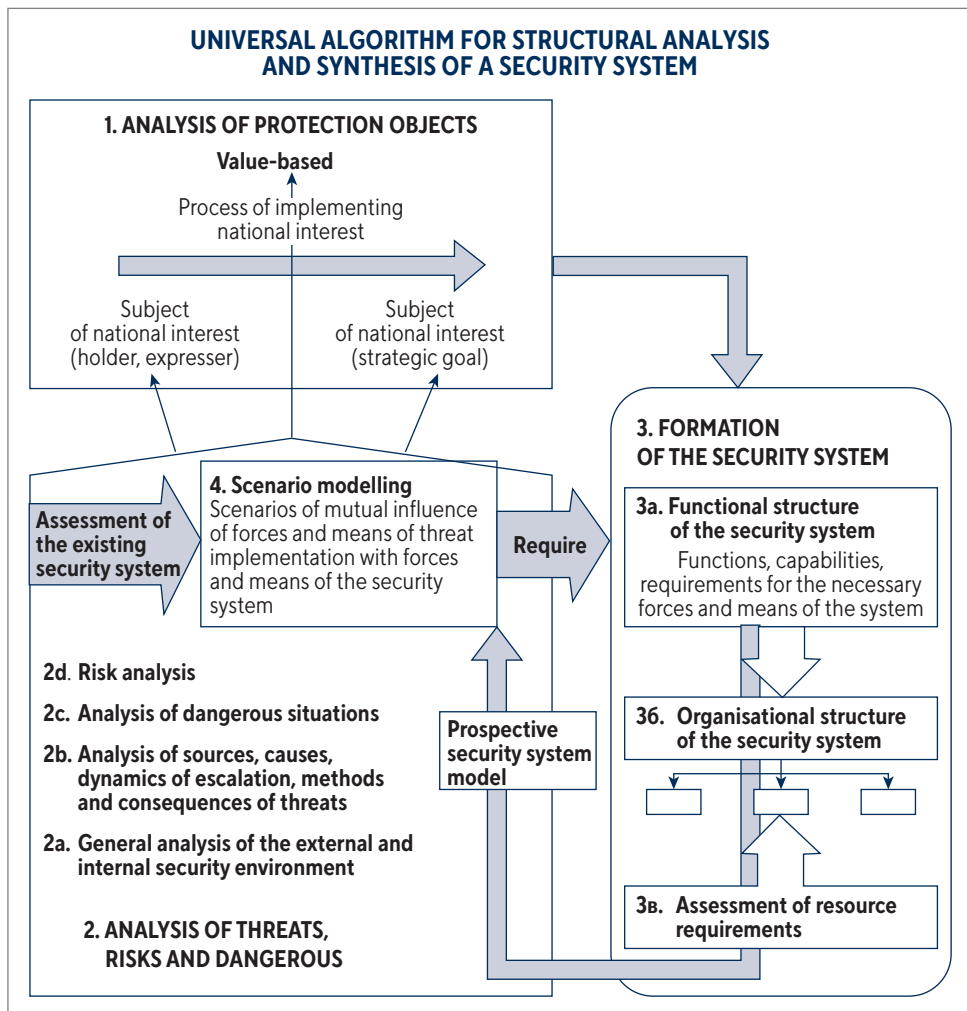 UNIVERSAL ALGORITHM FOR STRUCTURAL ANALYSIS
AND SYNTHESIS OF A SECURITY SYSTEM
1. ANALYSIS OF PROTECTION OBJECTS
Value-based
Process of implementing
national interest
Subject
of national interest
(holder, expresser)
Subject
of national interest
(strategic goal)
Assessment of
the existing
security system
4. Scenario modelling
Scenarios of mutual influence
of forces and means of threat
implementation with forces
and means of the security
system
Require
2d. Risk analysis
2c. Analysis of dangerous situations
2b. Analysis of sources, causes,
dynamics of escalation, methods
and consequences of threats
2a. General analysis of the external and
internal security environment
2. ANALYSIS OF THREATS,
RISKS AND DANGEROUS
Prospective
security system
model
3. FORMATION
OF THE SECURITY SYSTEM
3a. Functional structure
of the security system
Functions, capabilities,
requirements for the necessary
forces and means of the system
3б. Organisational structure
of the security system
3в. Assessment of resource
requirements